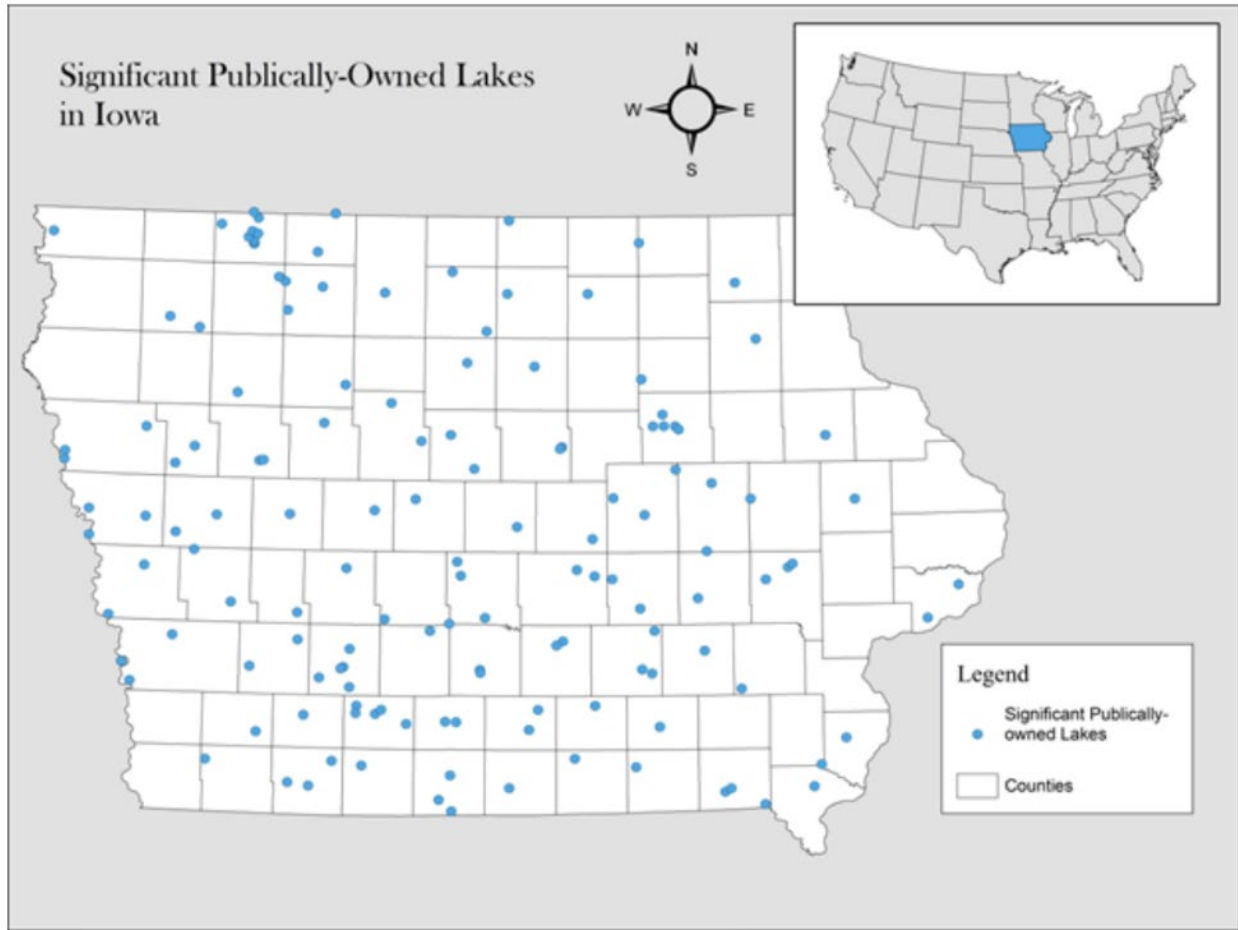 Significant Publically-Owned Lakes
in Iowa
N
W
E
S
Legend
Significant Publically-
owned Lakes
Counties